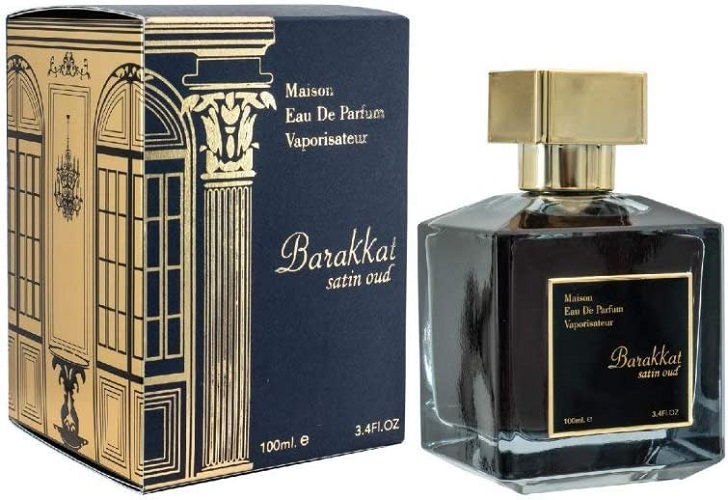 Maison
Eau De Parfum
Vaporisateur
Barakkat
satin oud
100ml. e
3.4Fl.OZ
Maison
Eau De Parfum
Vaporisateur
Barakkat
satin oud
100ml. e
3.4Fl.OZ